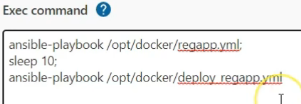 Exec command ?
ansible-playbook /opt/docker/regapp.yml;
sleep 10;
ansible-playbook /opt/docker/deploy_regapp.yml